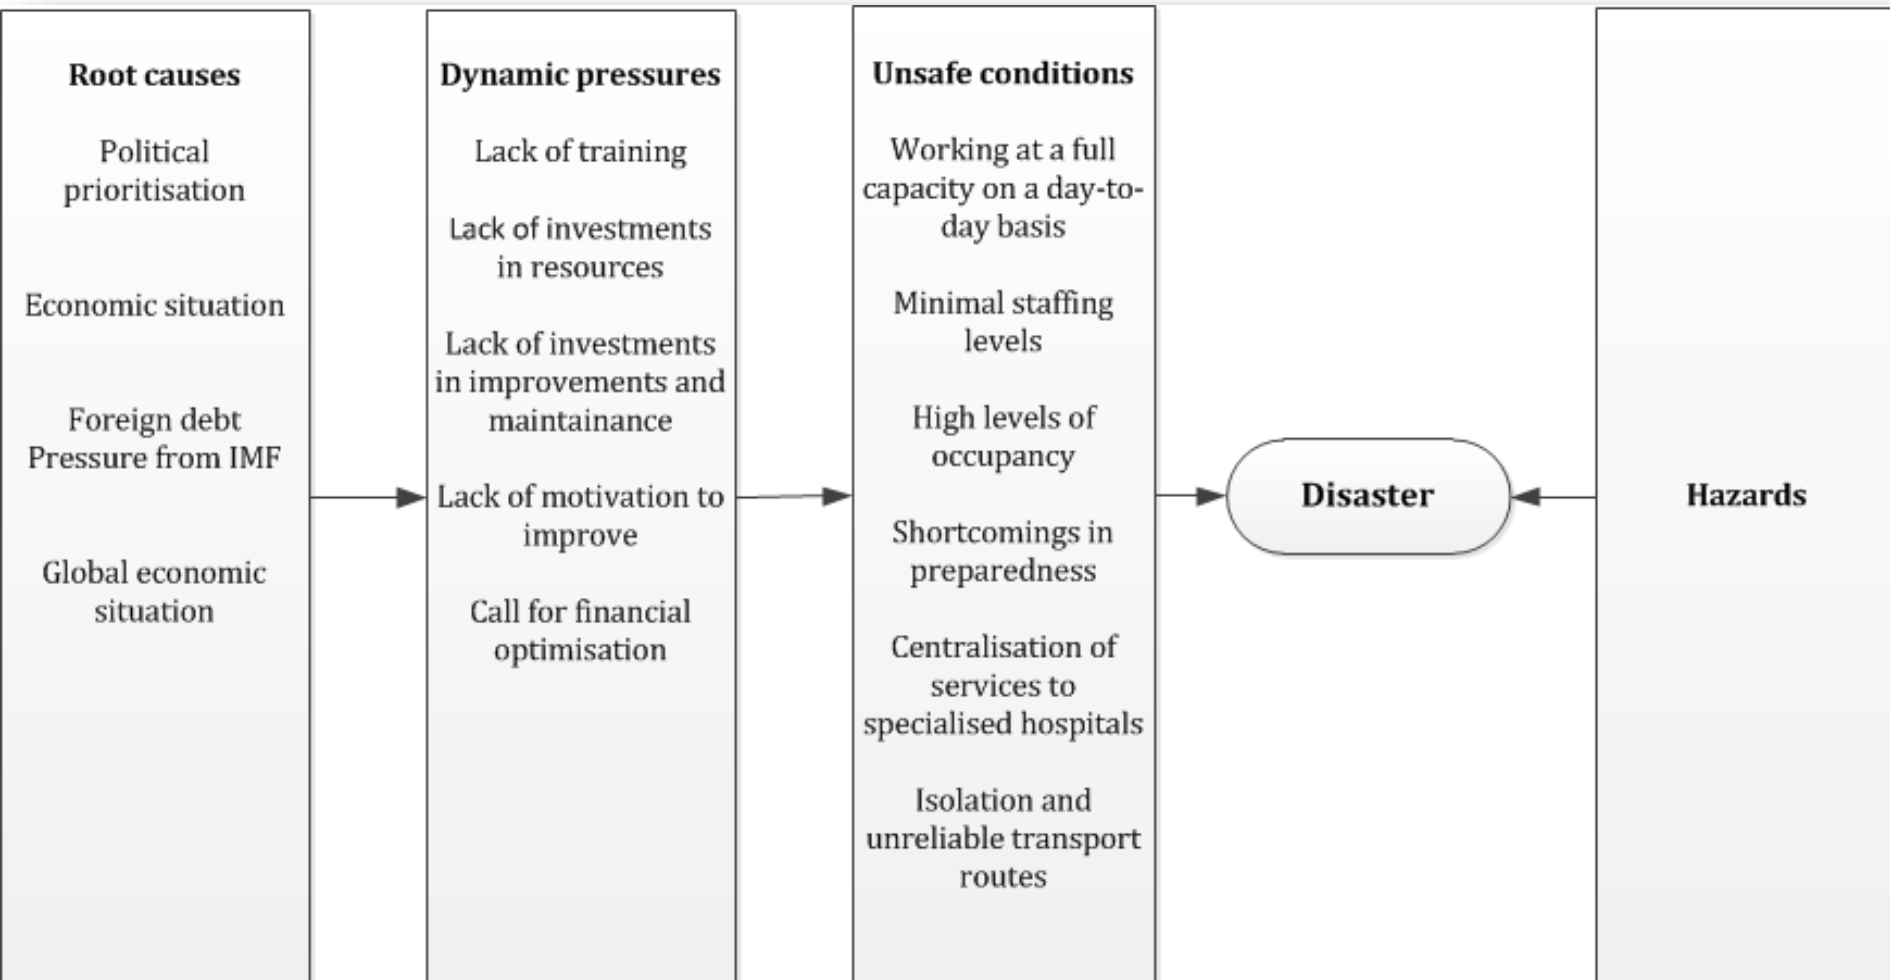 Root causes
Political
prioritisation
Economic situation
Foreign debt
Pressure from IMF
Global economic
situation
Dynamic pressures
Lack of training
Lack of investments
in resources
Lack of investments
in improvements and
maintainance
Lack of motivation to
improve
Call for financial
optimisation
Unsafe conditions
Working at a full
capacity on a day-to-
day basis
Minimal staffing
levels
High levels of
occupancy
Shortcomings in
preparedness
Centralisation of
services to
specialised hospitals
Isolation and
unreliable transport
routes
Disaster
Hazards